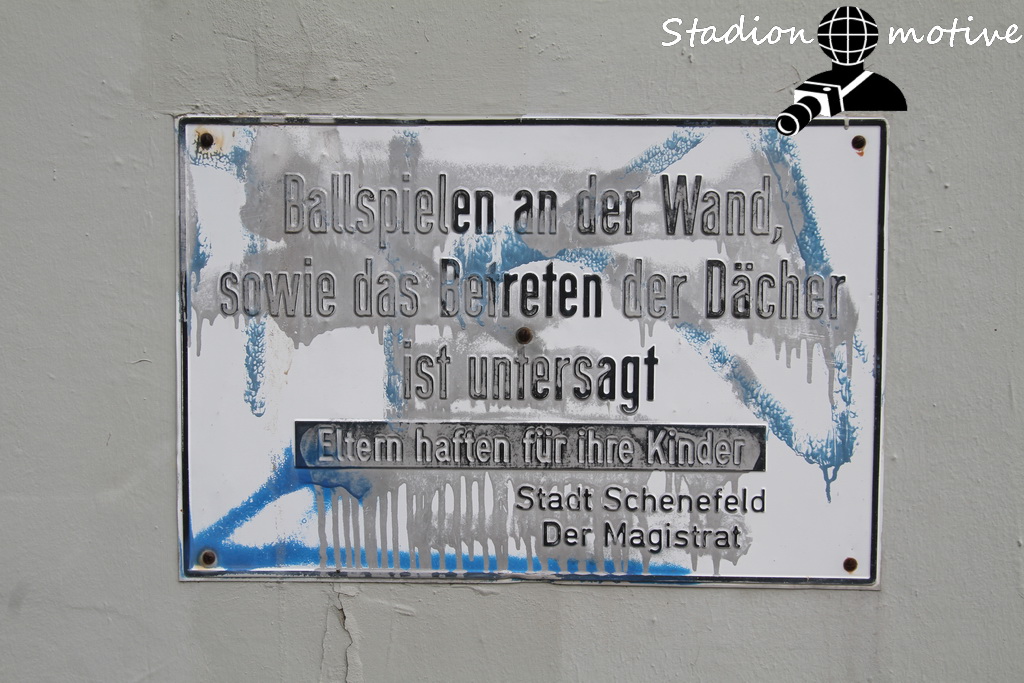 Stadion motive
Ballspielen an der Wand,
sowie das Betreten der Dächer
ist untersagt
Eltern haften für ihre Kinder
Stadt Schenefeld
Der Magistrat